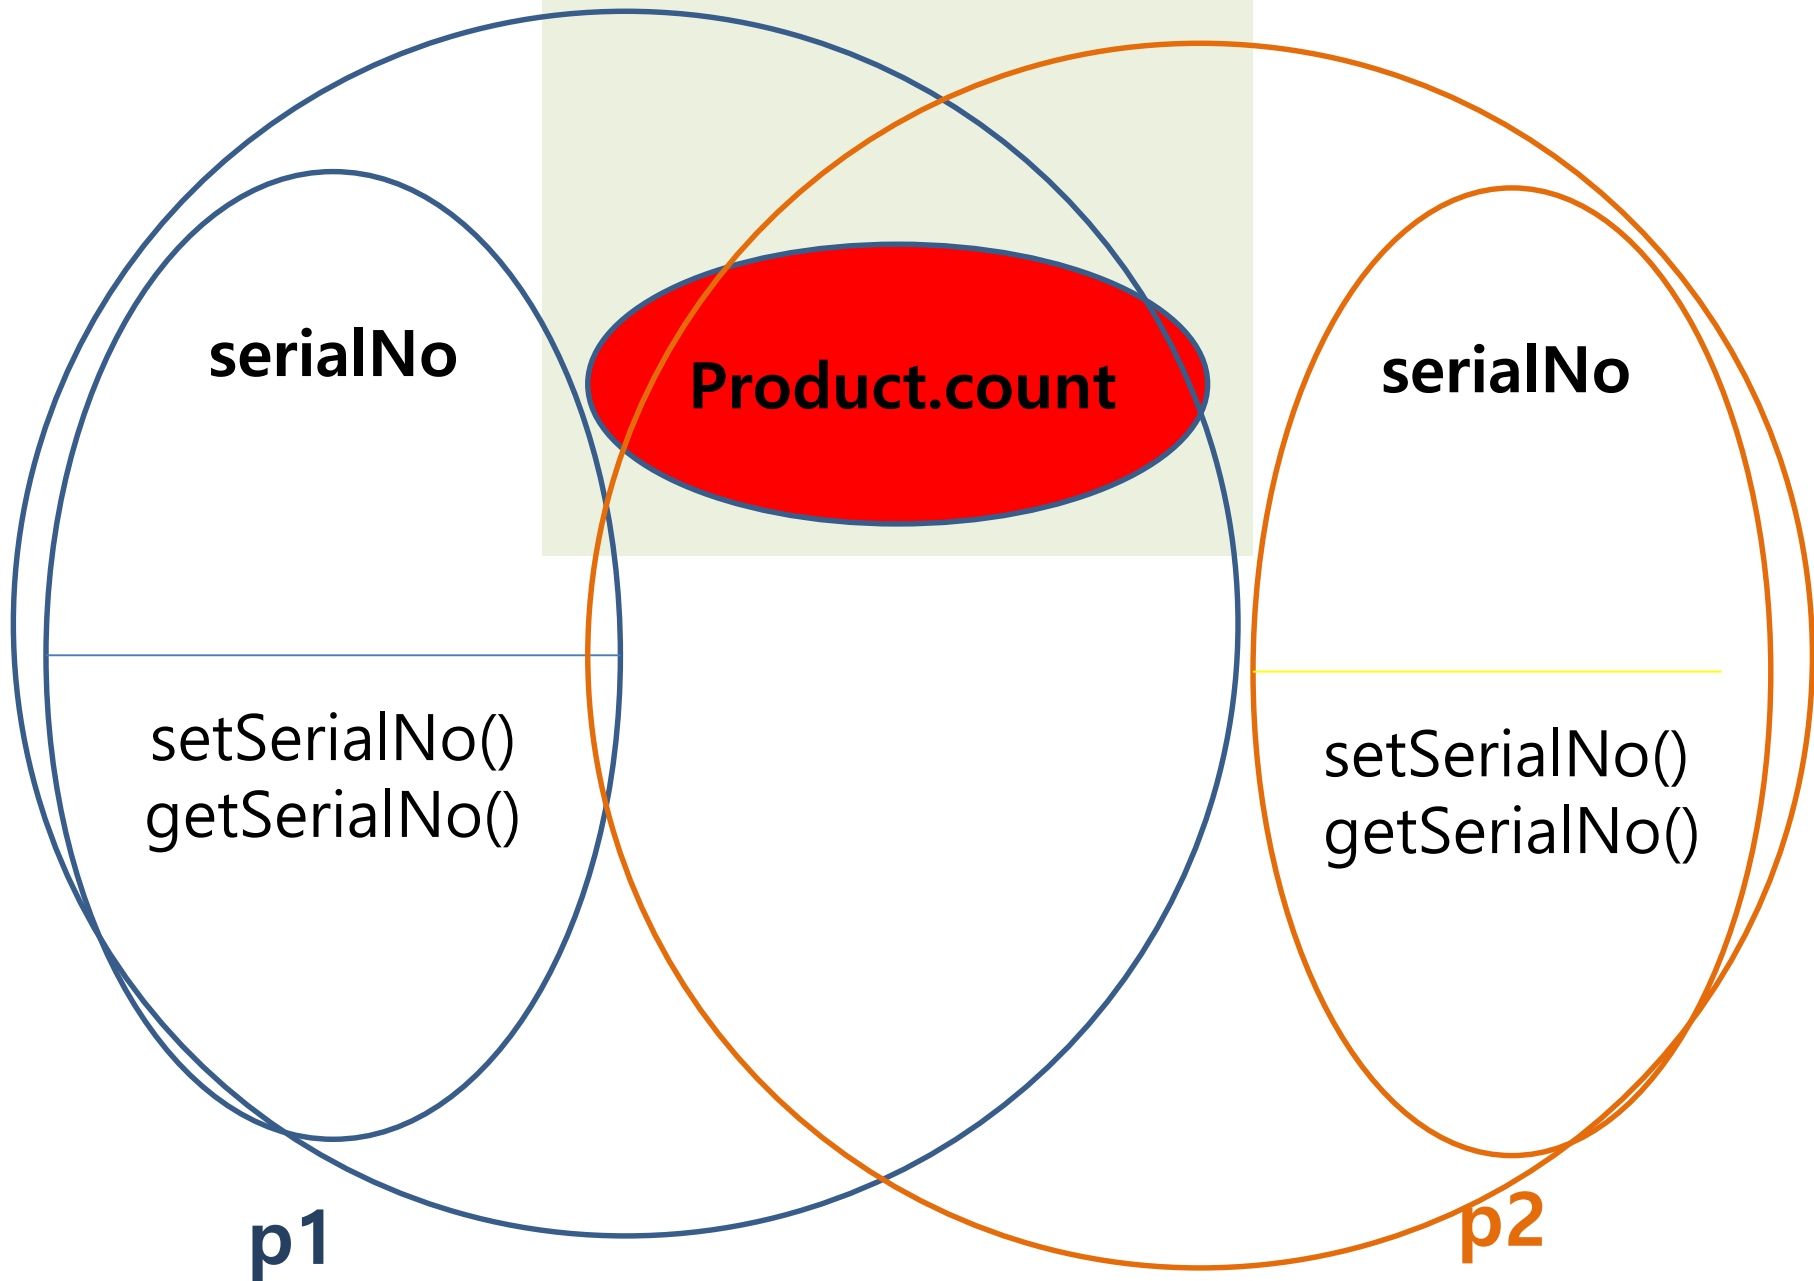 serialNo
Product.count
serialNo
setSerialNo()
getSerialNo()
setSerialNo()
getSerialNo()
p1
p2